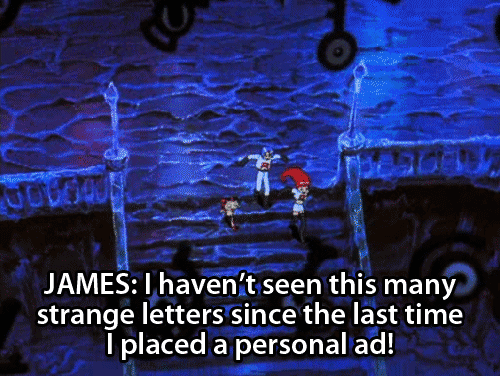 JAMES: I haven't seen this many
strange letters since the last time
I placed a personal ad!